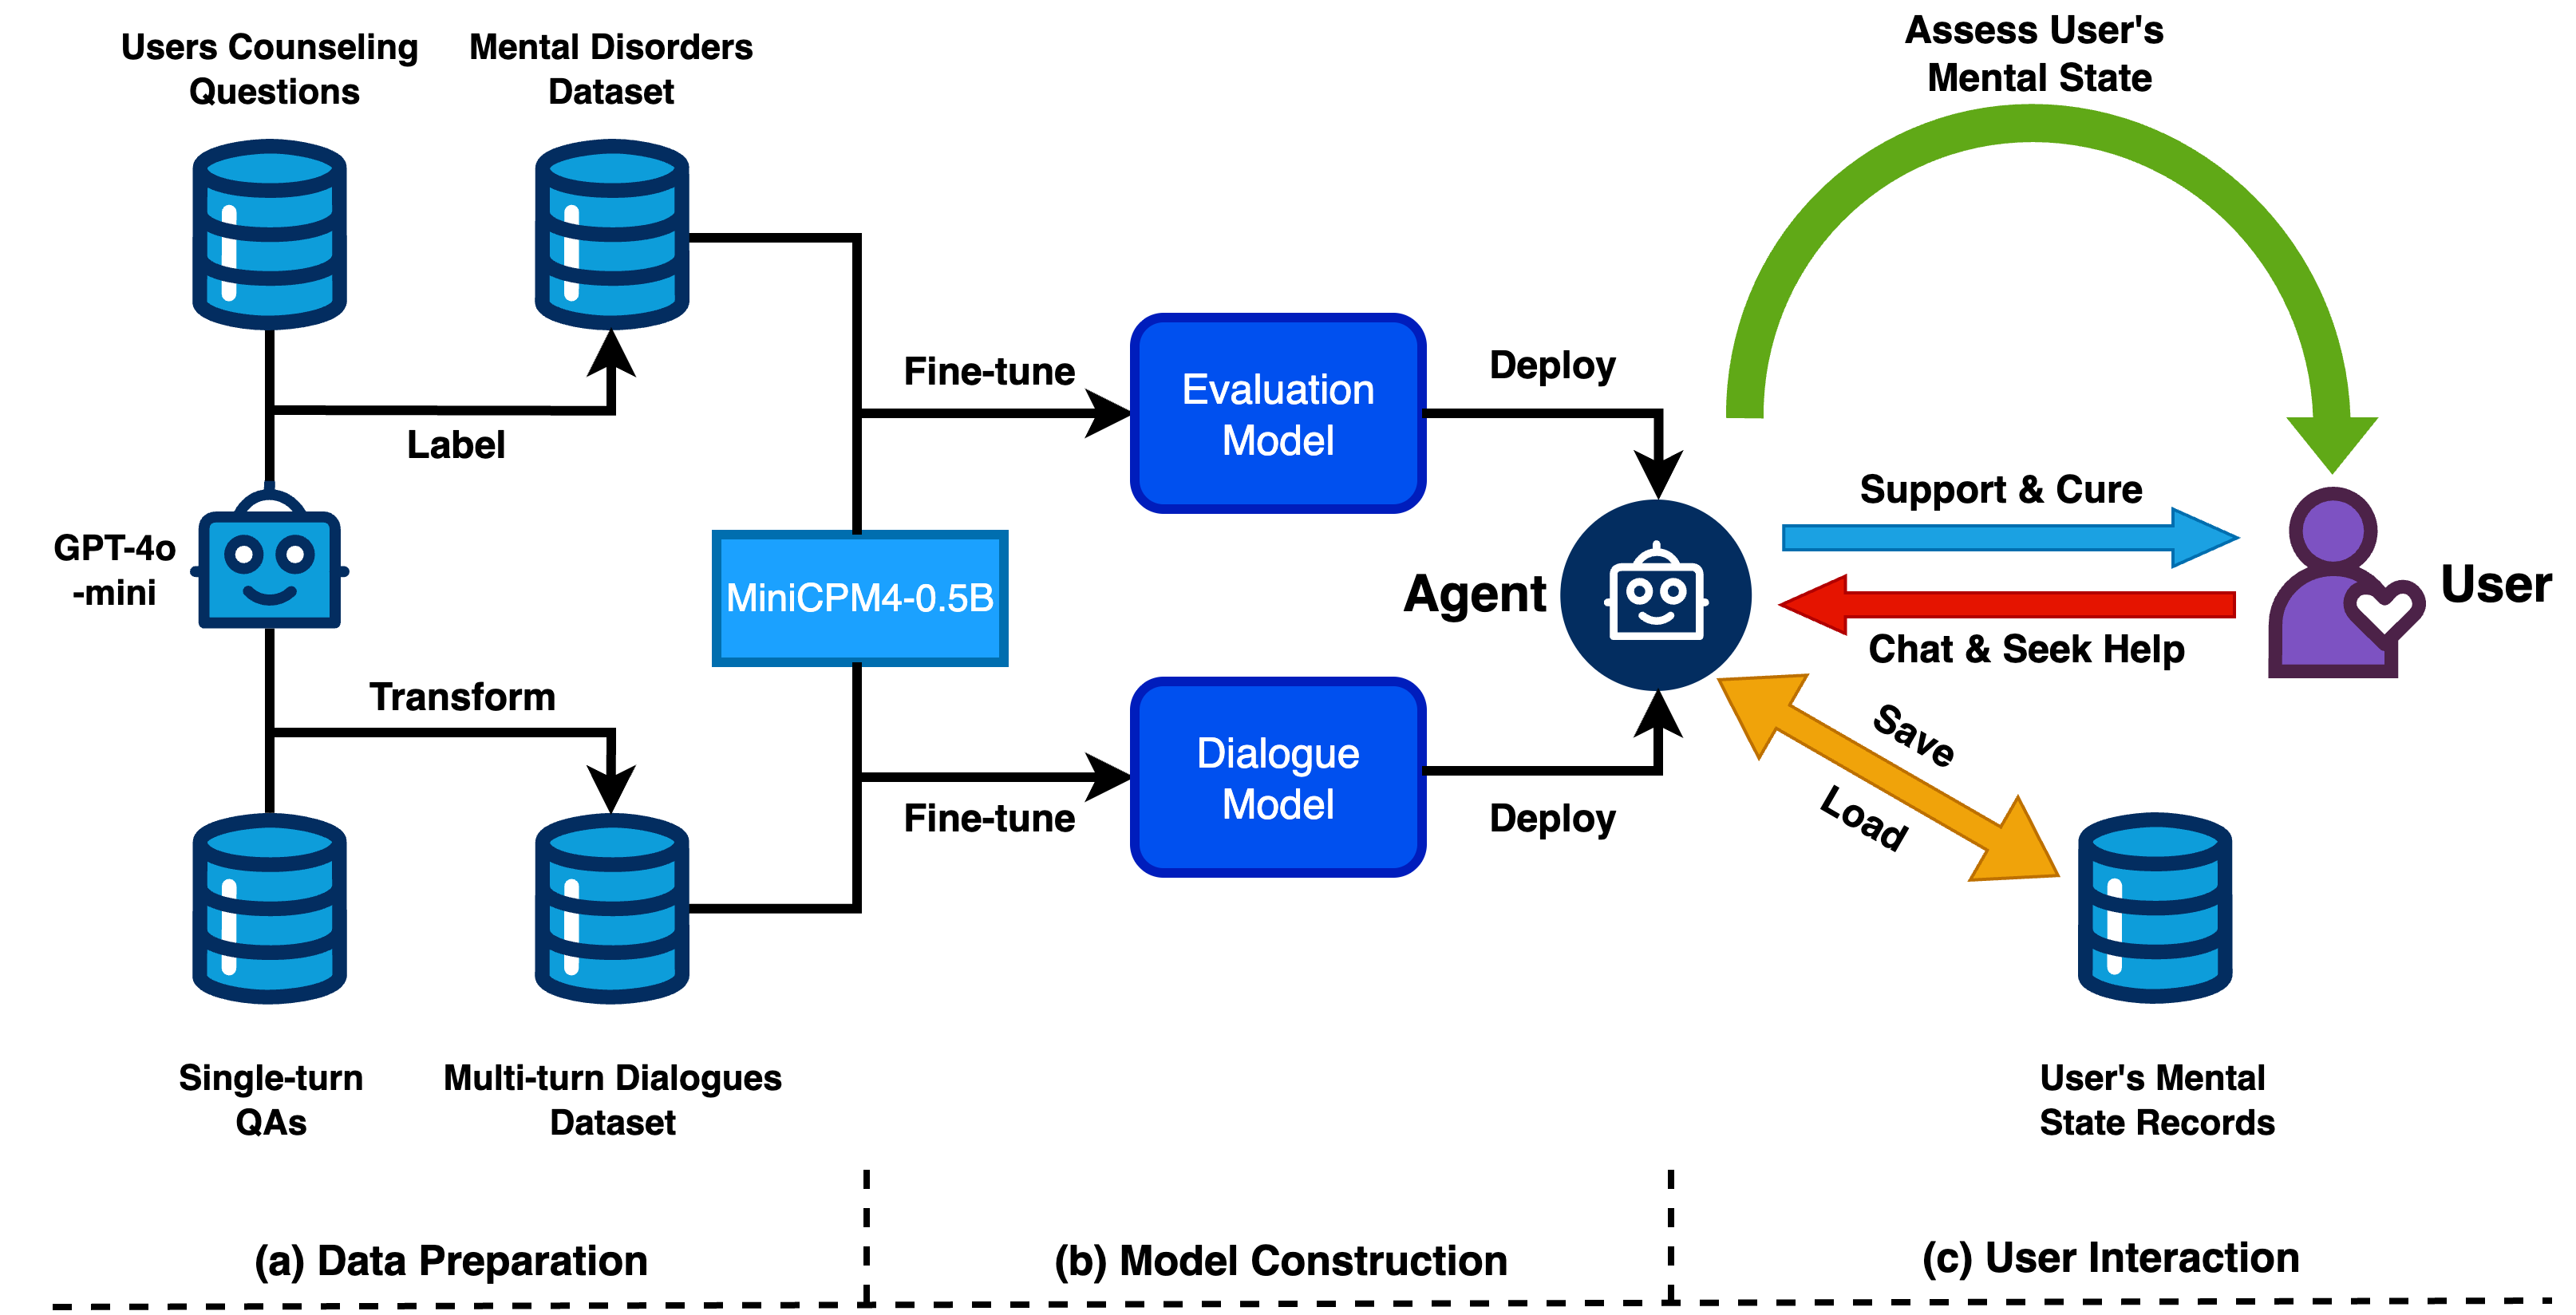 Users Counseling
Questions
Mental Disorders
Dataset
Label
GPT-4o
-mini
Transform
Single-turn
QAs
Multi-turn Dialogues
Dataset
MiniCPM4-0.5B
Fine-tune
Evaluation
Model
Deploy
Fine-tune
Dialogue
Model
Deploy
Agent
Assess User's
Mental State
Support & Cure
Chat & Seek Help
User
Save
Load
User's Mental
State Records
(a) Data Preparation
(b) Model Construction
(c) User Interaction